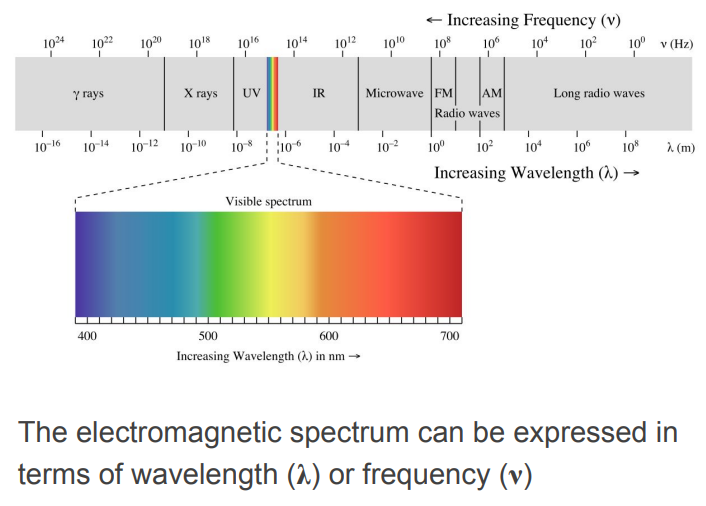 ← Increasing Frequency (ν)
10²⁴ 10²² 10²⁰ 10¹⁸ 10¹⁶ 10¹⁴ 10¹² 10¹⁰ 10⁸ 10⁶ 10⁴ 10² 10⁰ ν (Hz)
γ rays X rays UV IR Microwave FM AM Long radio waves
Radio waves
10⁻¹⁶ 10⁻¹⁴ 10⁻¹² 10⁻¹⁰ 10⁻⁸ 10⁻⁶ 10⁻⁴ 10⁻² 10⁰ 10² 10⁴ 10⁶ 10⁸ λ (m)
Increasing Wavelength (λ) →
Visible spectrum
400 500 600 700
Increasing Wavelength (λ) in nm →
The electromagnetic spectrum can be expressed in
terms of wavelength (λ) or frequency (ν)